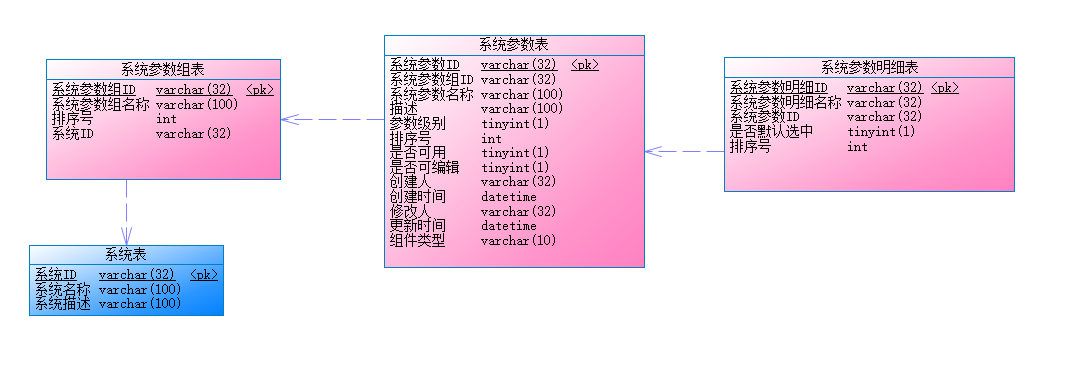 系统参数组表
系统参数组ID varchar(32) <pk>
系统参数组名称 varchar(100)
排序号 int
系统ID varchar(32)
系统表
系统ID varchar(32) <pk>
系统名称 varchar(100)
系统描述 varchar(100)
系统参数表
系统参数ID varchar(32) <pk>
系统参数组ID varchar(32)
系统参数名称 varchar(100)
描述 varchar(100)
参数级别 tinyint(1)
排序号 int
是否可用 tinyint(1)
是否可编辑 tinyint(1)
创建人 varchar(32)
创建时间 datetime
修改人 varchar(32)
更新时间 datetime
组件类型 varchar(10)
系统参数明细表
系统参数明细ID varchar(32) <pk>
系统参数明细名称 varchar(32)
系统参数ID varchar(32)
是否默认选中 tinyint(1)
排序号 int